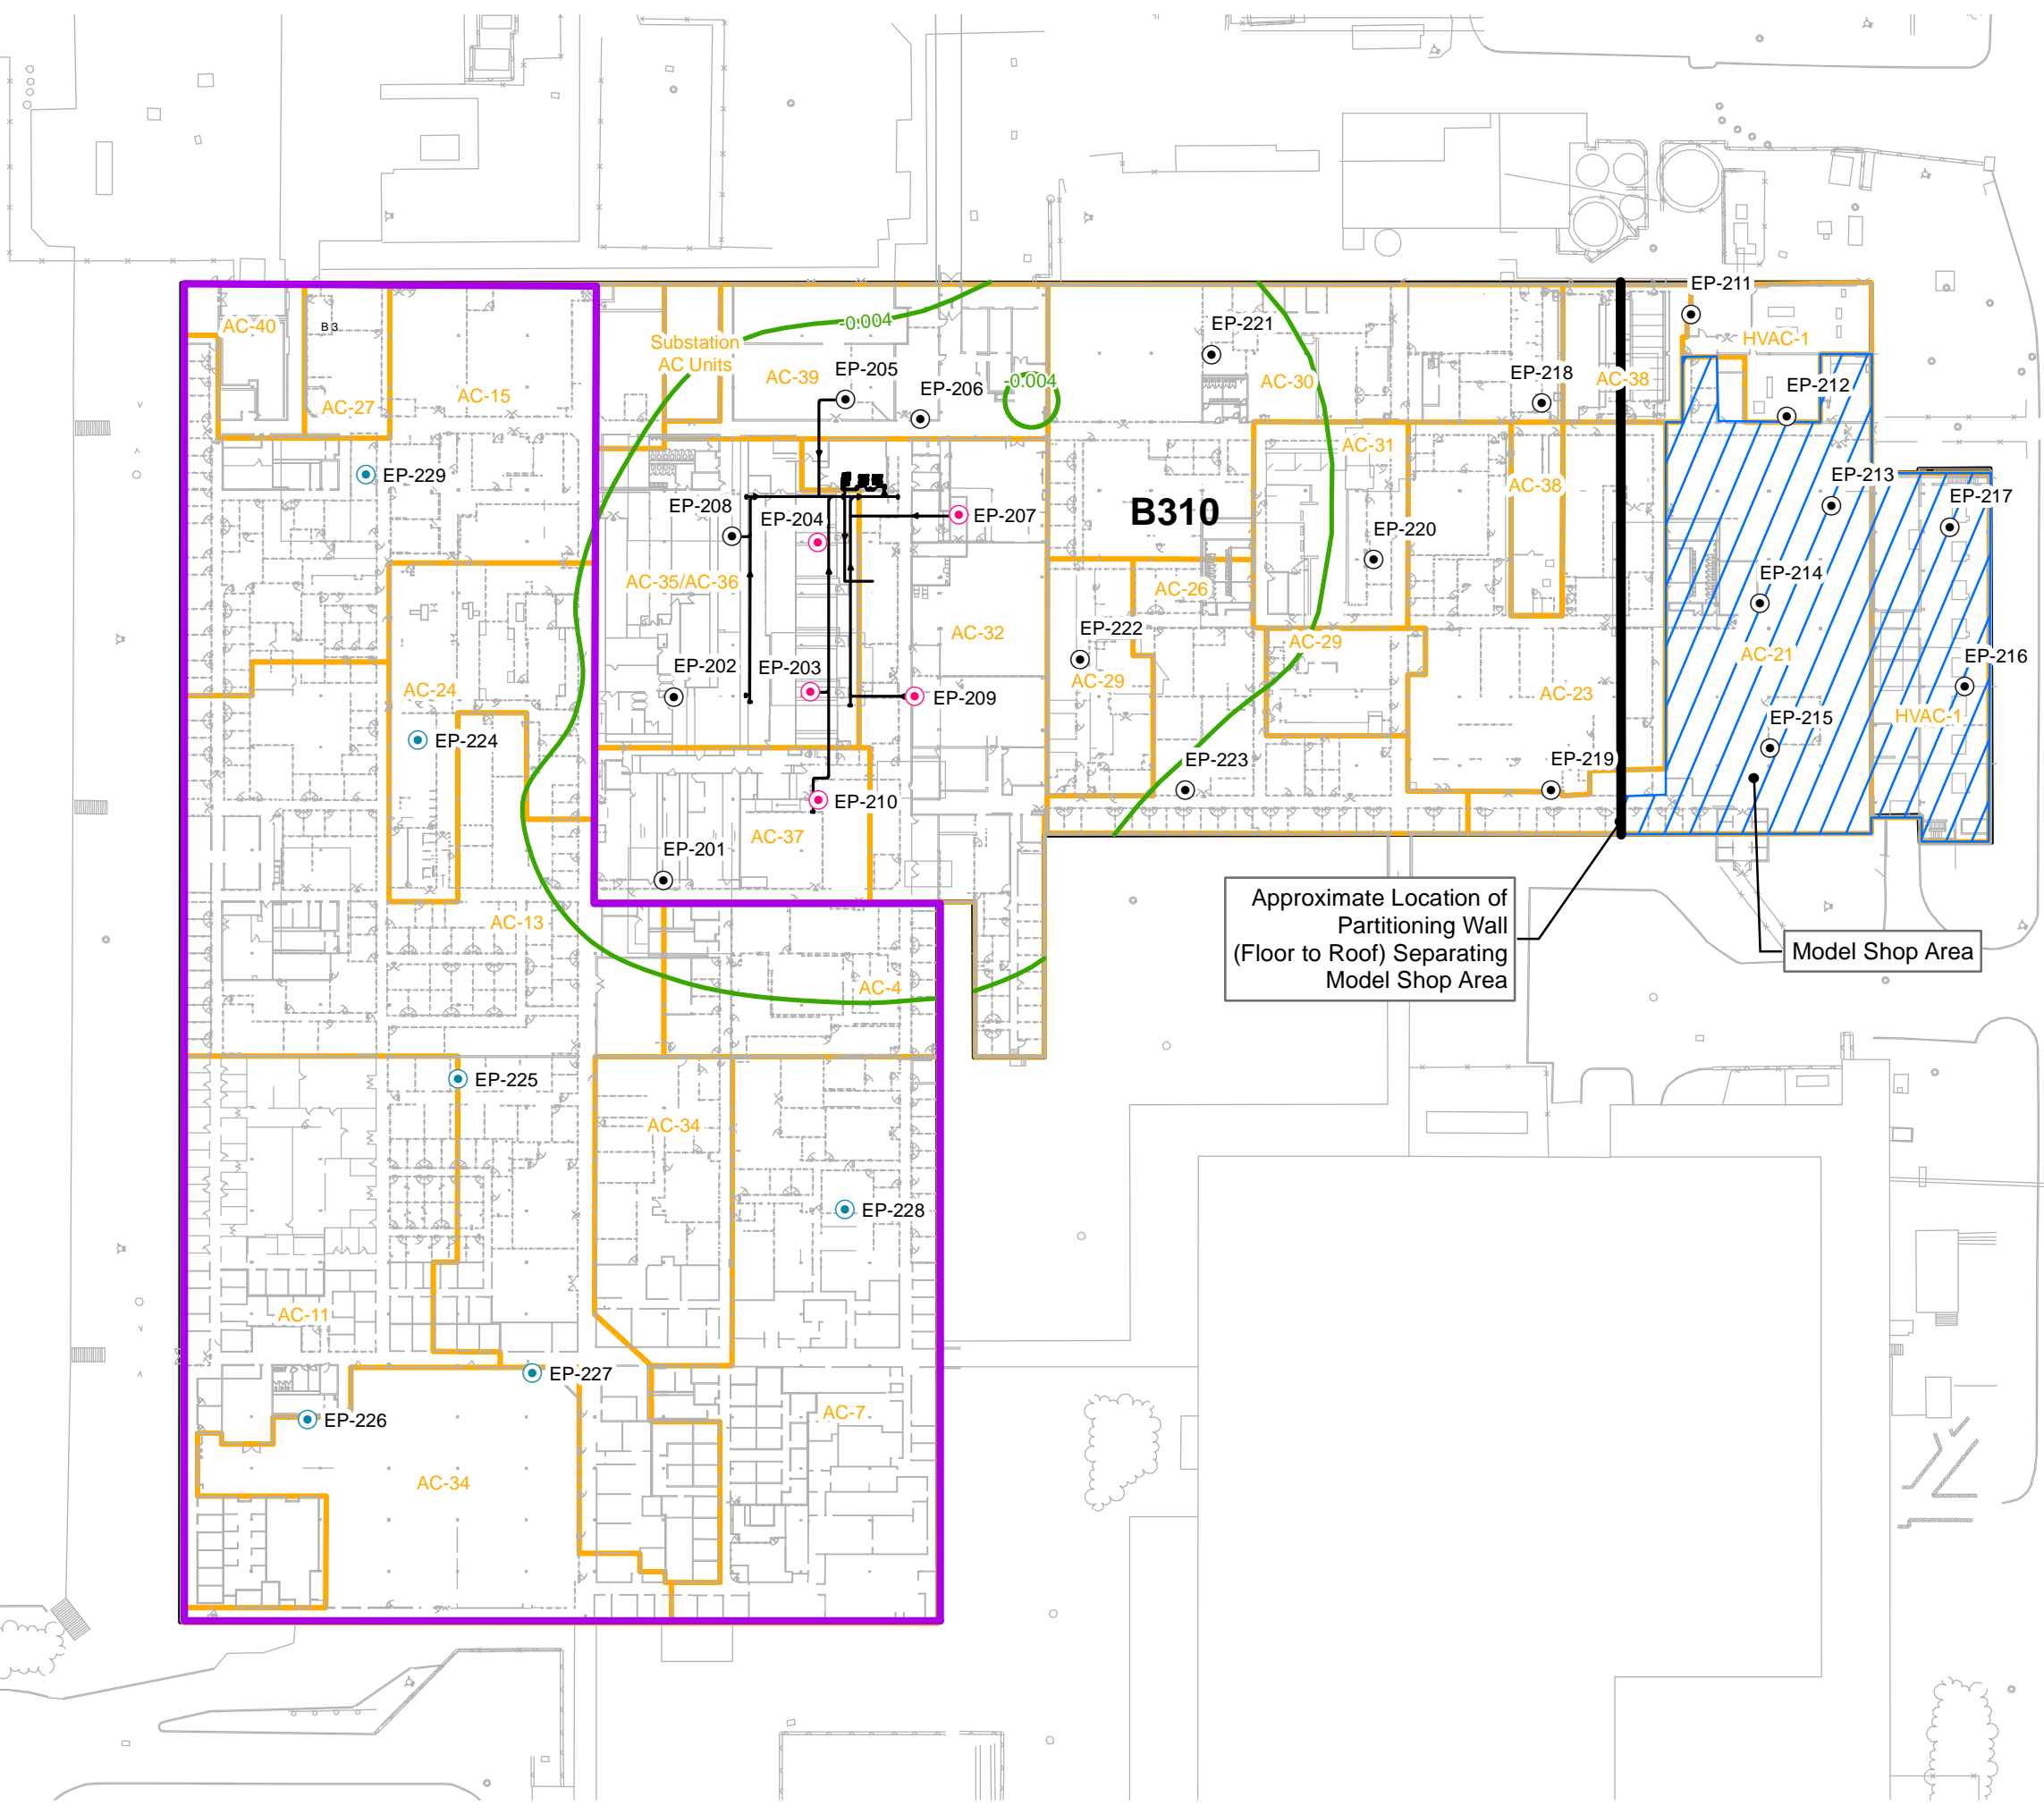 EP-211
AC-40
B 3
-0.004
Substation
AC Units
EP-221
HVAC-1
AC-27
AC-15
AC-39
EP-205
EP-206
-0.004
AC-30
EP-218
AC-38
EP-212
EP-229
AC-31
AC-38
EP-213
EP-217
EP-208
EP-204
EP-207
B310
EP-220
EP-214
AC-35/AC-36
AC-26
AC-32
EP-222
AC-29
AC-21
EP-216
EP-202
EP-203
AC-24
EP-209
AC-29
AC-23
HVAC-1
EP-224
EP-215
EP-223
EP-219
EP-210
AC-37
EP-201
AC-13
AC-4
Approximate Location of
Partitioning Wall
(Floor to Roof) Separating
Model Shop Area
Model Shop Area
EP-225
AC-34
EP-228
AC-11
EP-227
EP-226
AC-7
AC-34